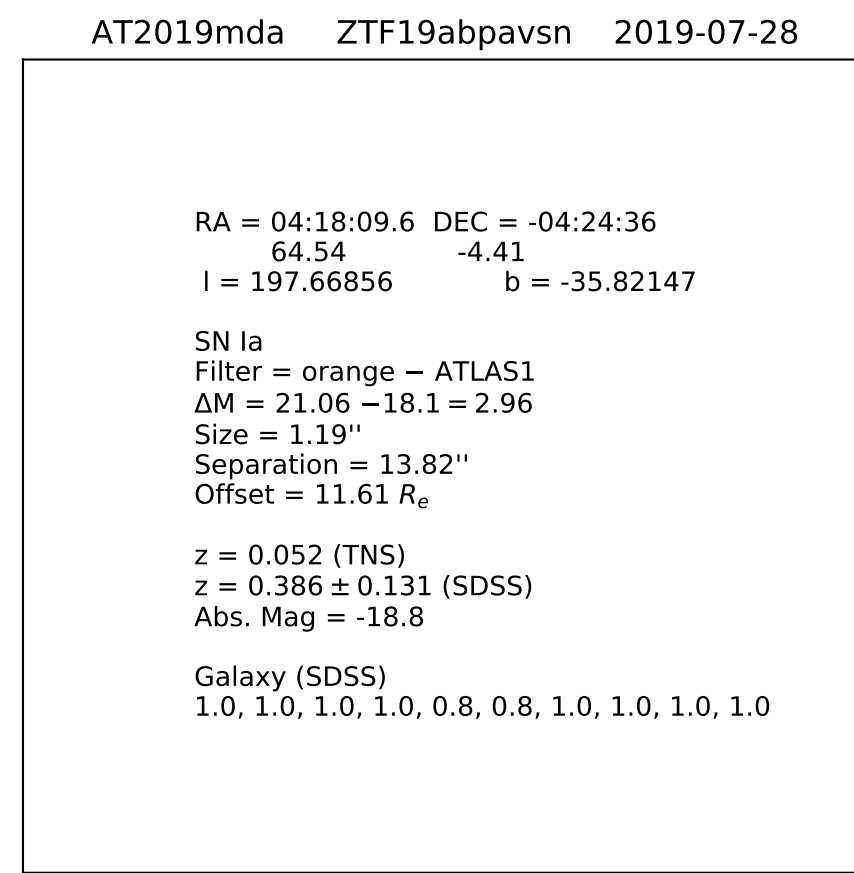 AT2019mda ZTF19abpavsn 2019-07-28
RA = 04:18:09.6 DEC = -04:24:36
64.54 -4.41
l = 197.66856 b = -35.82147
SN Ia
Filter = orange − ATLAS1
ΔM = 21.06 −18.1 = 2.96
Size = 1.19''
Separation = 13.82''
Offset = 11.61 Re
z = 0.052 (TNS)
z = 0.386 ± 0.131 (SDSS)
Abs. Mag = -18.8
Galaxy (SDSS)
1.0, 1.0, 1.0, 1.0, 0.8, 0.8, 1.0, 1.0, 1.0, 1.0